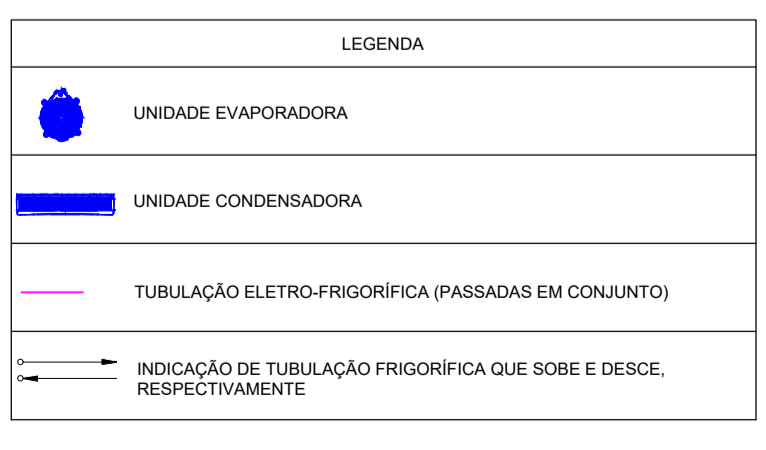 LEGENDA
UNIDADE EVAPORADORA
UNIDADE CONDENSADORA
TUBULAÇÃO ELETRO-FRIGORÍFICA (PASSADAS EM CONJUNTO)
INDICAÇÃO DE TUBULAÇÃO FRIGORÍFICA QUE SOBE E DESCE,
RESPECTIVAMENTE